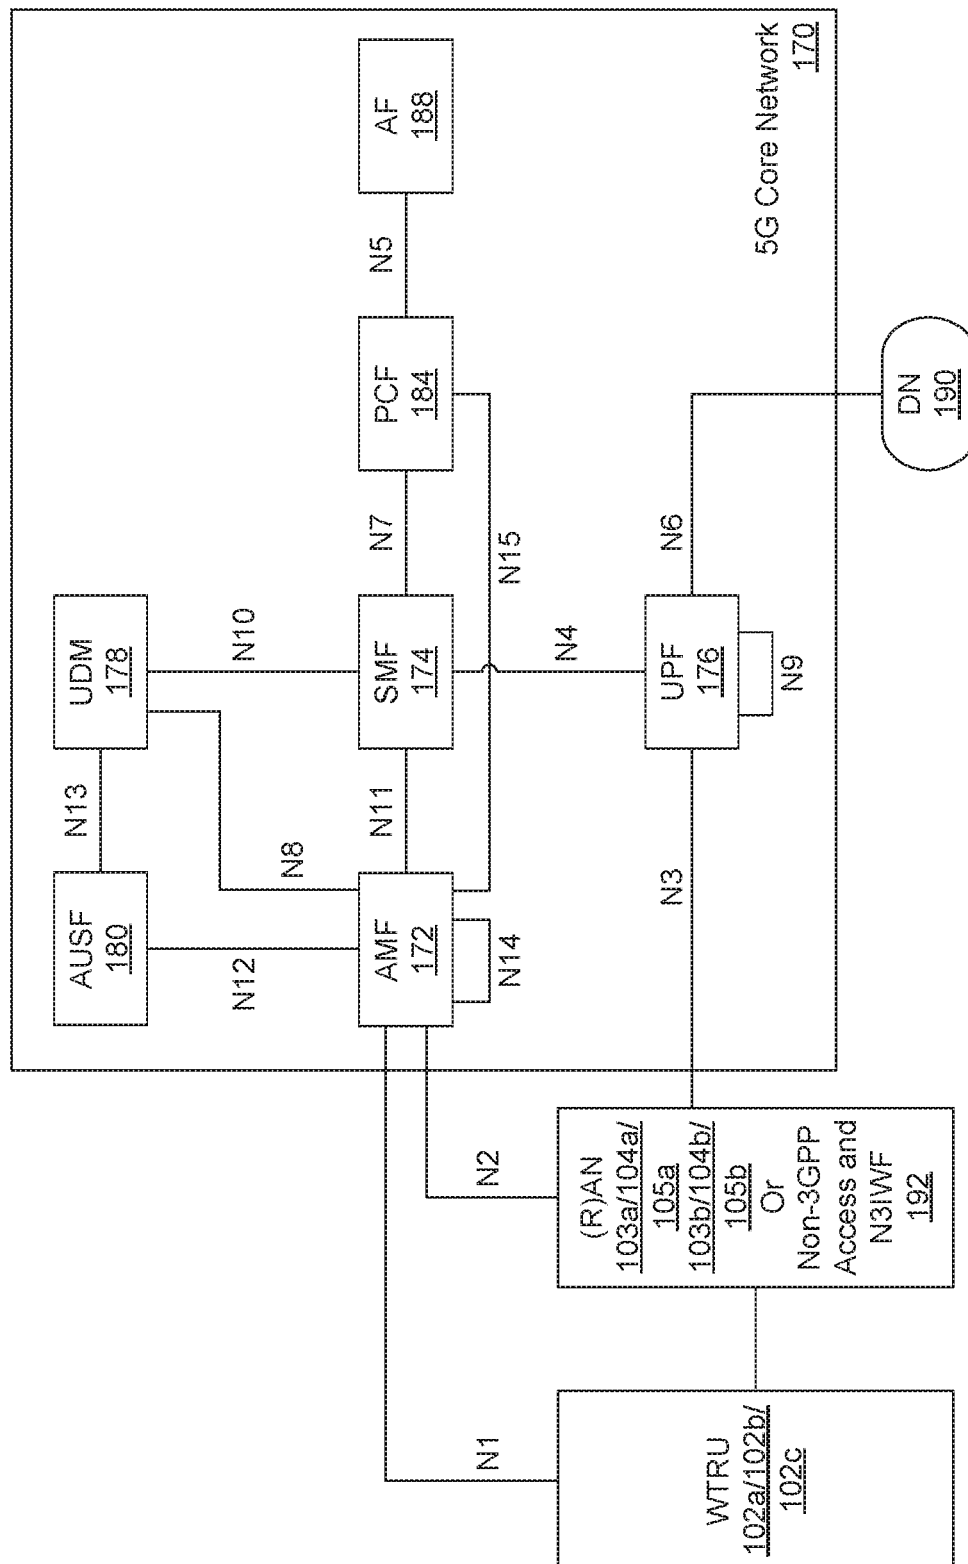 AUSF
180
N13
UDM
178
N12
N8
N10
AMF
172
N14
N11
SMF
174
N7
PCF
184
N5
AF
188
N15
N1
N2
N4
WTRU
102a/102b/
102c
(R)AN
103a/104a/
105a
103b/104b/
105b
Or
Non-3GPP
Access and
N3IWF
192
N3
UPF
176
N9
N6
5G Core Network
170
DN
190